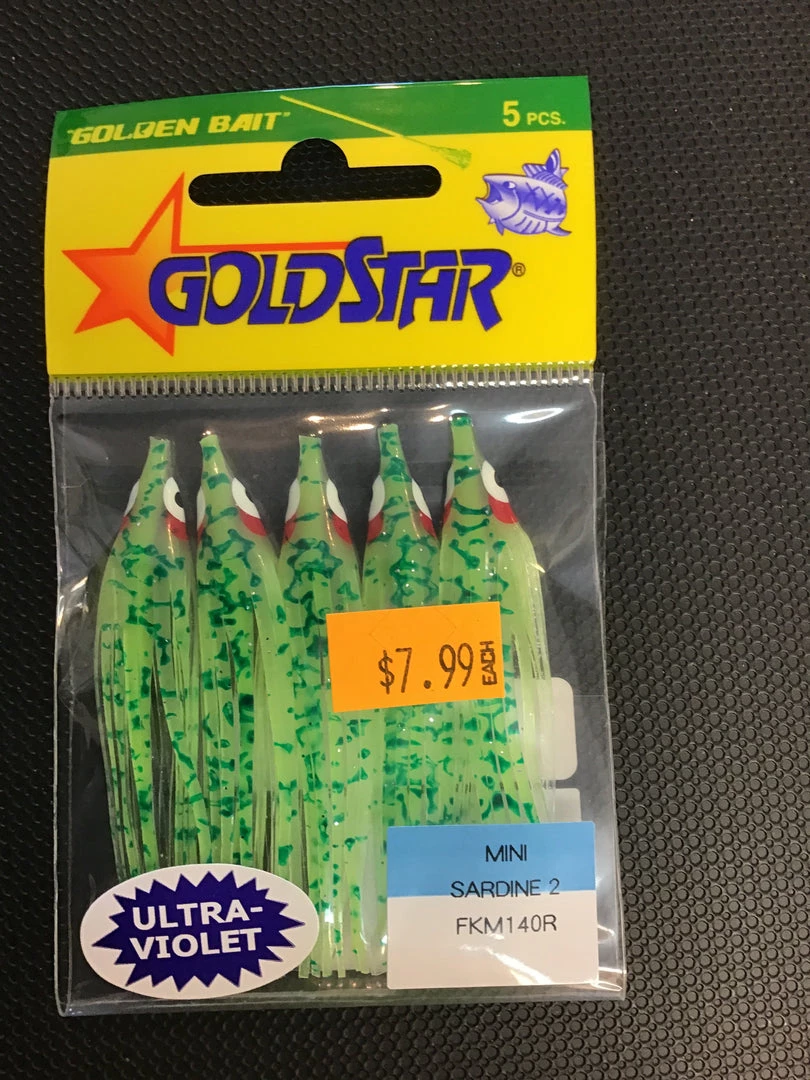 "GOLDEN BAIT"
5 PCS.
GOLDSTAR®
$7.99 EACH
ULTRA-
VIOLET
MINI
SARDINE 2
FKM140R